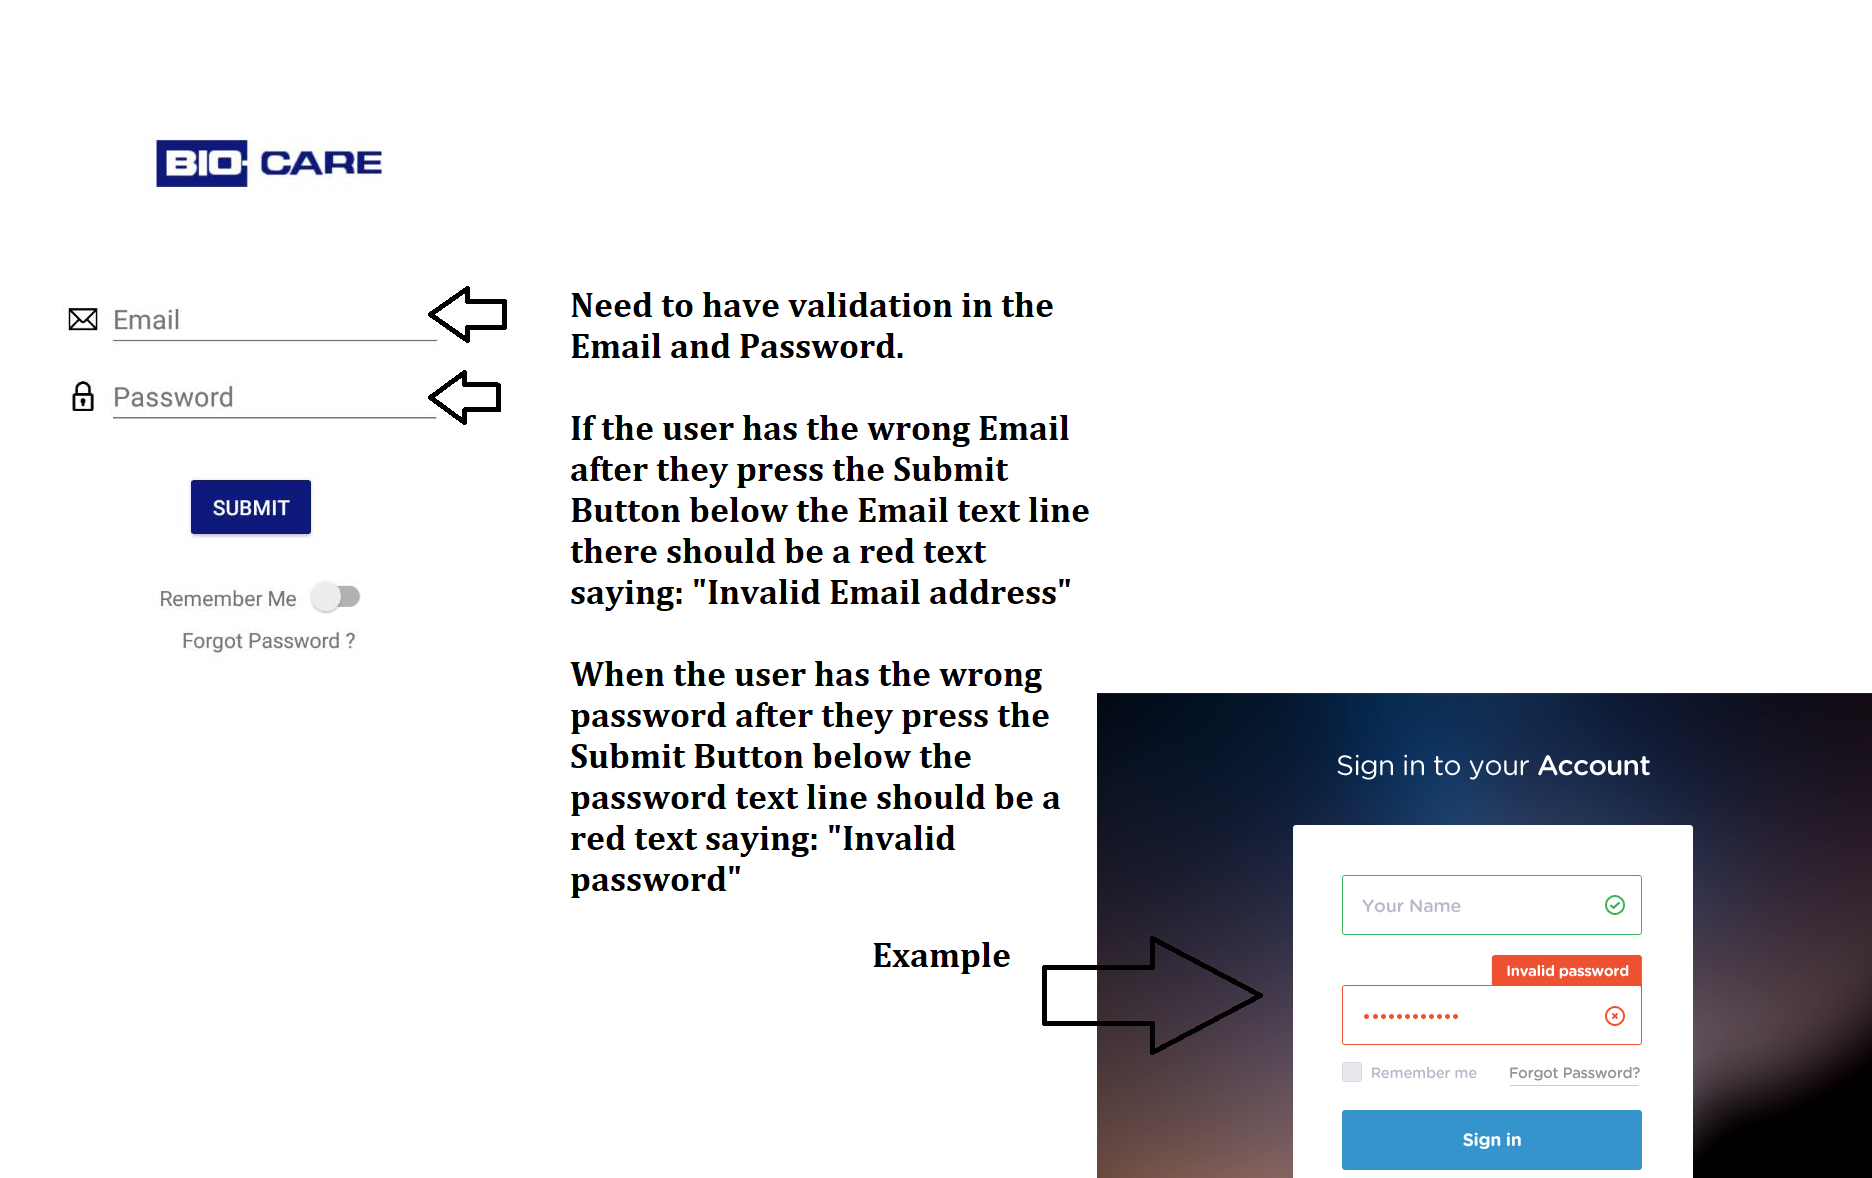 BIO-CARE
Email
Password
SUBMIT
Remember Me
Forgot Password ?
Need to have validation in the
Email and Password.
If the user has the wrong Email
after they press the Submit
Button below the Email text line
there should be a red text
saying: "Invalid Email address"
When the user has the wrong
password after they press the
Submit Button below the
password text line should be a
red text saying: "Invalid
password"
Example
Sign in to your Account
Your Name
Invalid password
Remember me
Forgot Password?
Sign in